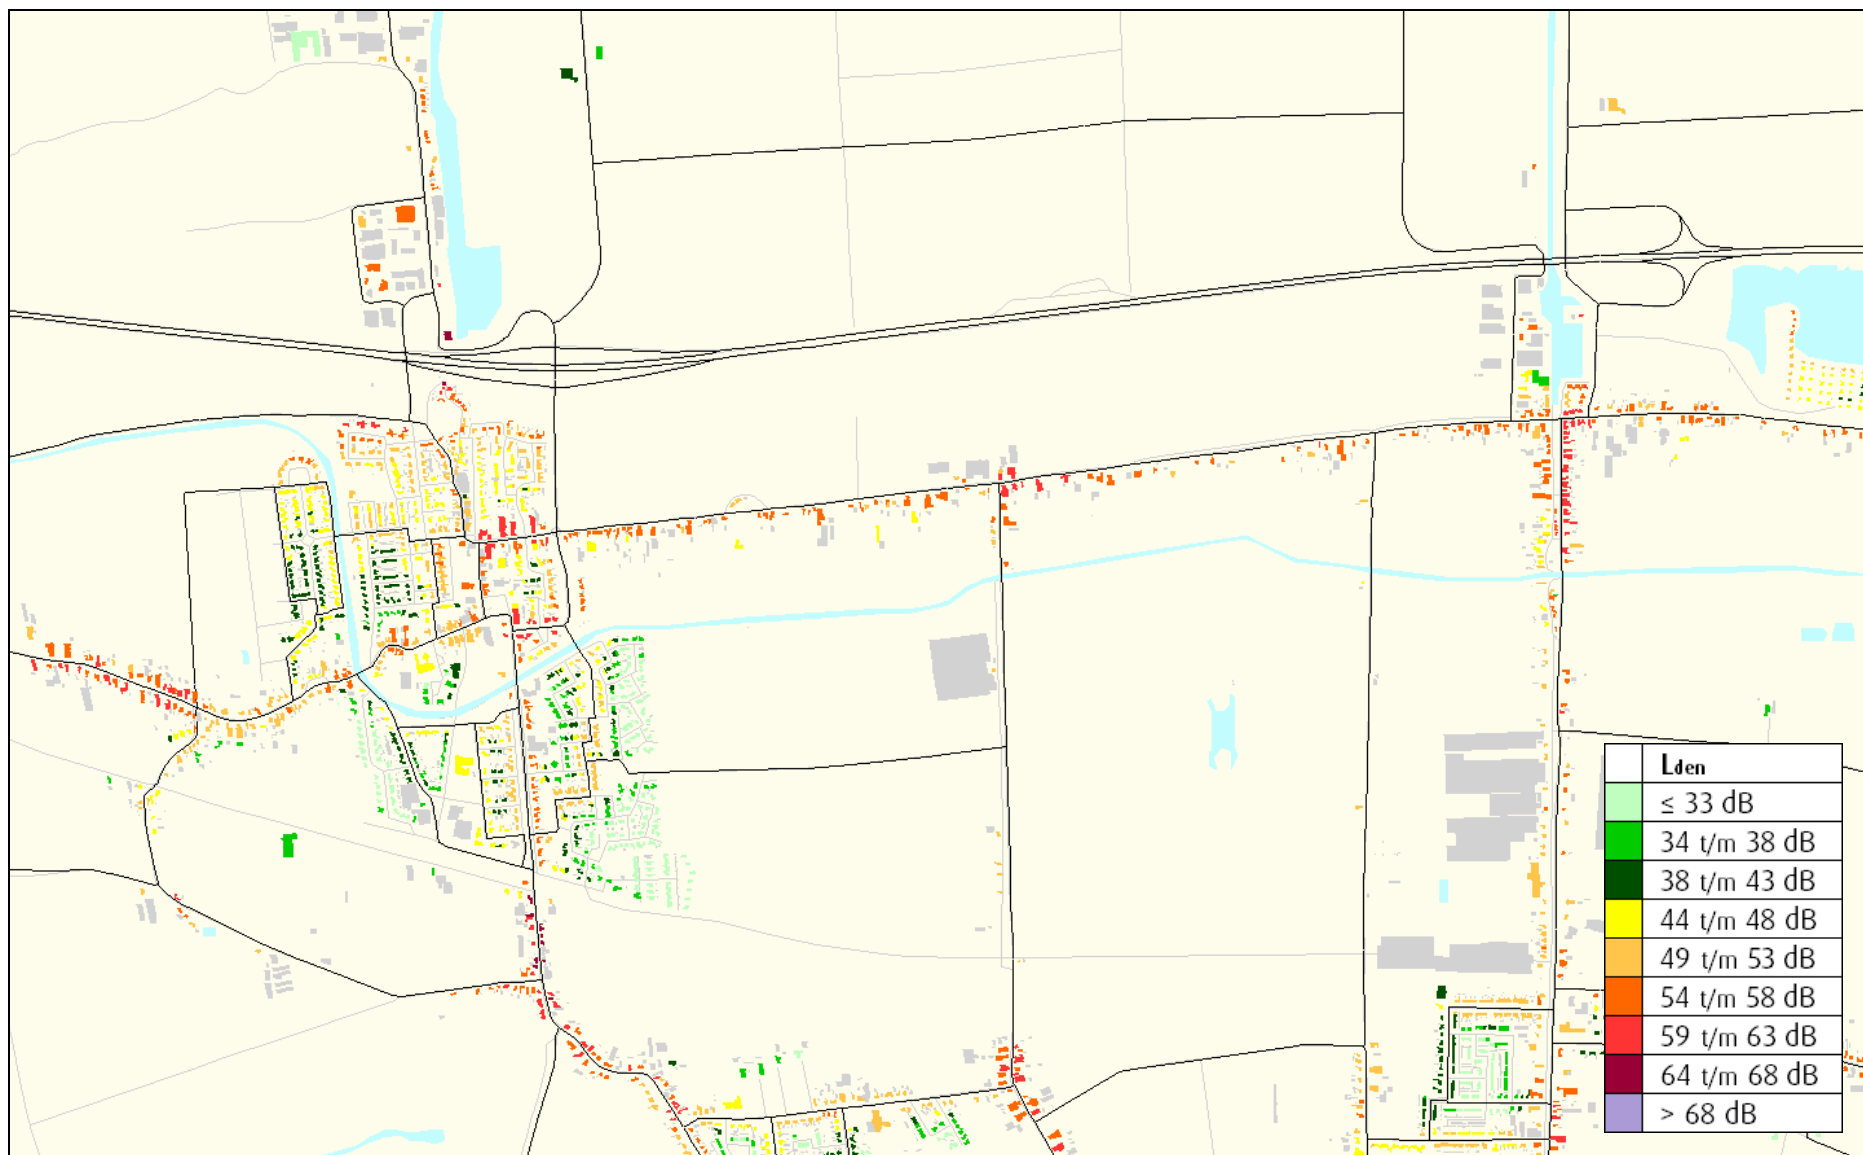 Lden
≤ 33 dB
34 t/m 38 dB
38 t/m 43 dB
44 t/m 48 dB
49 t/m 53 dB
54 t/m 58 dB
59 t/m 63 dB
64 t/m 68 dB
> 68 dB